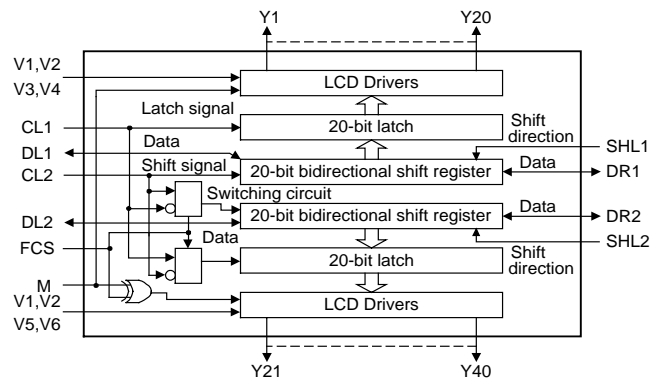 Y1 Y20
V1,V2
LCD Drivers
V3,V4
Latch signal
CL1
20-bit latch
Shift direction
SHL1
Data
DL1
20-bit bidirectional shift register
Data
DR1
Shift signal
CL2
Switching circuit
20-bit bidirectional shift register
Data
DR2
DL2
Data
SHL2
FCS
20-bit latch
Shift direction
M
V1,V2
LCD Drivers
V5,V6
Y21 Y40